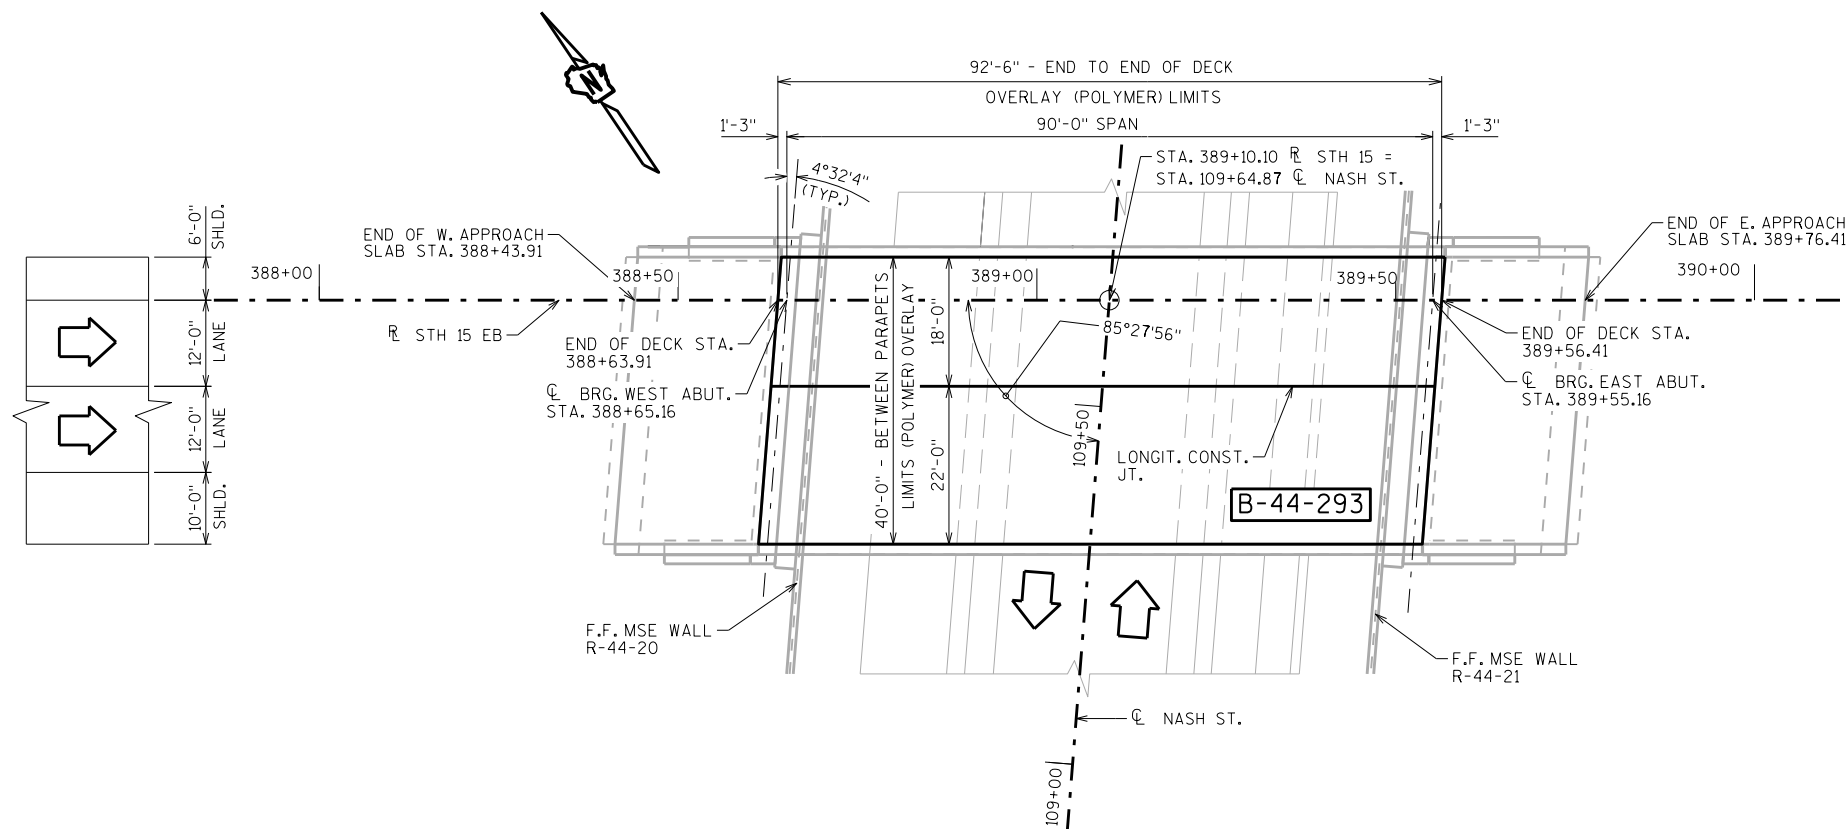 92'-6" - END TO END OF DECK
OVERLAY (POLYMER) LIMITS
1'-3"
90'-0" SPAN
1'-3"
N
4°32'4"
(TYP.)
STA. 389+10.10 RL STH 15 =
STA. 109+64.87 CL NASH ST.
6'-0"
SHLD.
END OF W. APPROACH
SLAB STA. 388+43.91
END OF E. APPROACH
SLAB STA. 389+76.41
388+00
388+50
389+00
389+50
390+00
RL STH 15 EB
12'-0"
LANE
END OF DECK STA.
388+63.91
CL BRG. WEST ABUT.
STA. 388+65.16
40'-0" - BETWEEN PARAPETS
LIMITS (POLYMER) OVERLAY
18'-0"
85°27'56"
END OF DECK STA.
389+56.41
CL BRG. EAST ABUT.
STA. 389+55.16
12'-0"
LANE
22'-0"
109+50
LONGIT. CONST.
JT.
B-44-293
10'-0"
SHLD.
F.F. MSE WALL
R-44-20
F.F. MSE WALL
R-44-21
CL NASH ST.
109+00